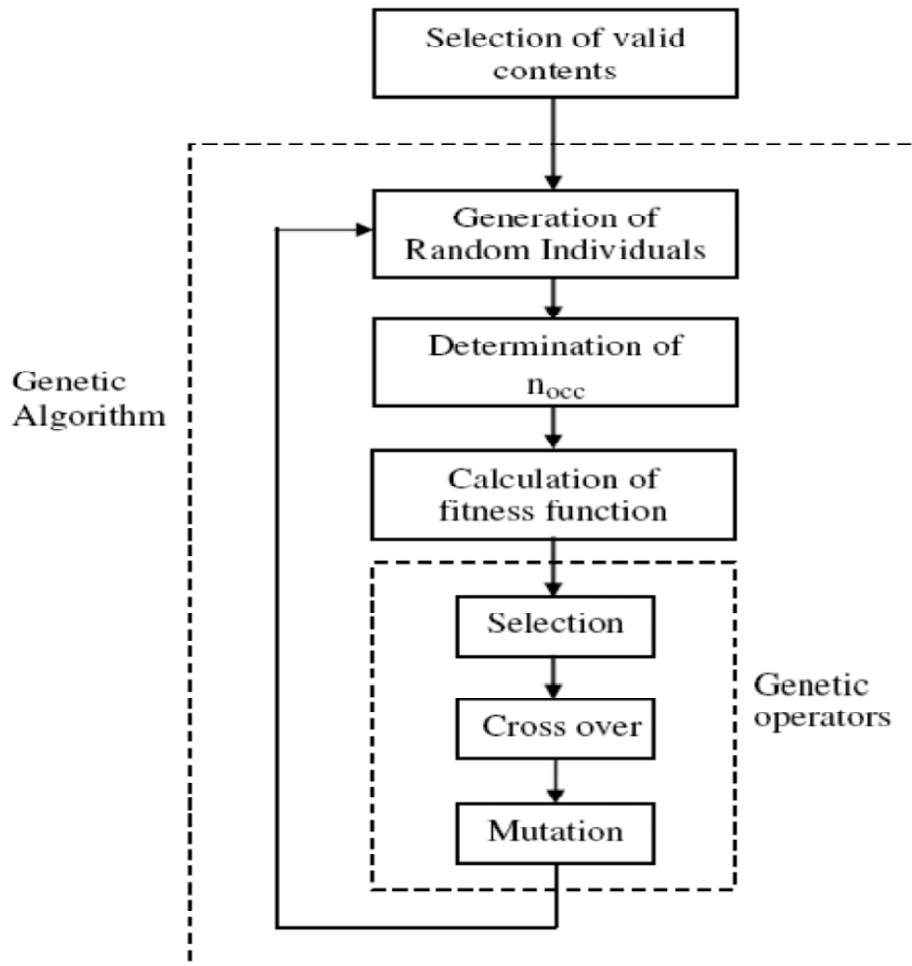 Selection of valid
contents
Generation of
Random Individuals
Determination of
nocc
Genetic
Algorithm
Calculation of
fitness function
Selection
Genetic
operators
Cross over
Mutation